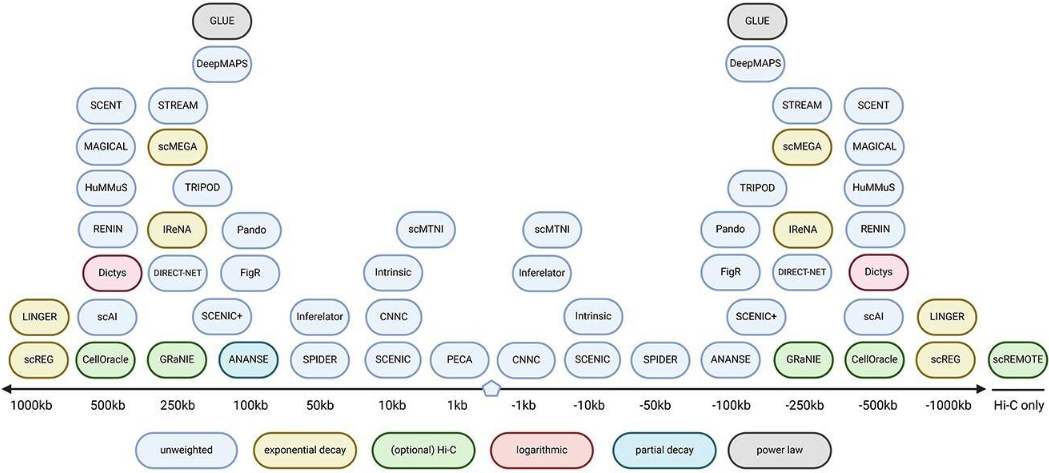 GLUE GLUE
DeepMAPS DeepMAPS
SCENT STREAM STREAM SCENT
MAGICAL scMEGA scMEGA MAGICAL
HuMMuS TRIPOD TRIPOD HuMMuS
RENIN IReNA Pando scMTNI scMTNI Pando IReNA RENIN
Dictys DIRECT-NET FigR Intrinsic Inferelator FigR DIRECT-NET Dictys
LINGER scAI SCENIC+ Inferelator CNNC Intrinsic SCENIC+ scAI LINGER
scREG CellOracle GRaNIE ANANSE SPIDER SCENIC PECA CNNC SCENIC SPIDER ANANSE GRaNIE CellOracle scREG scREMOTE
1000kb 500kb 250kb 100kb 50kb 10kb 1kb -1kb -10kb -50kb -100kb -250kb -500kb -1000kb Hi-C only
unweighted exponential decay (optional) Hi-C logarithmic partial decay power law